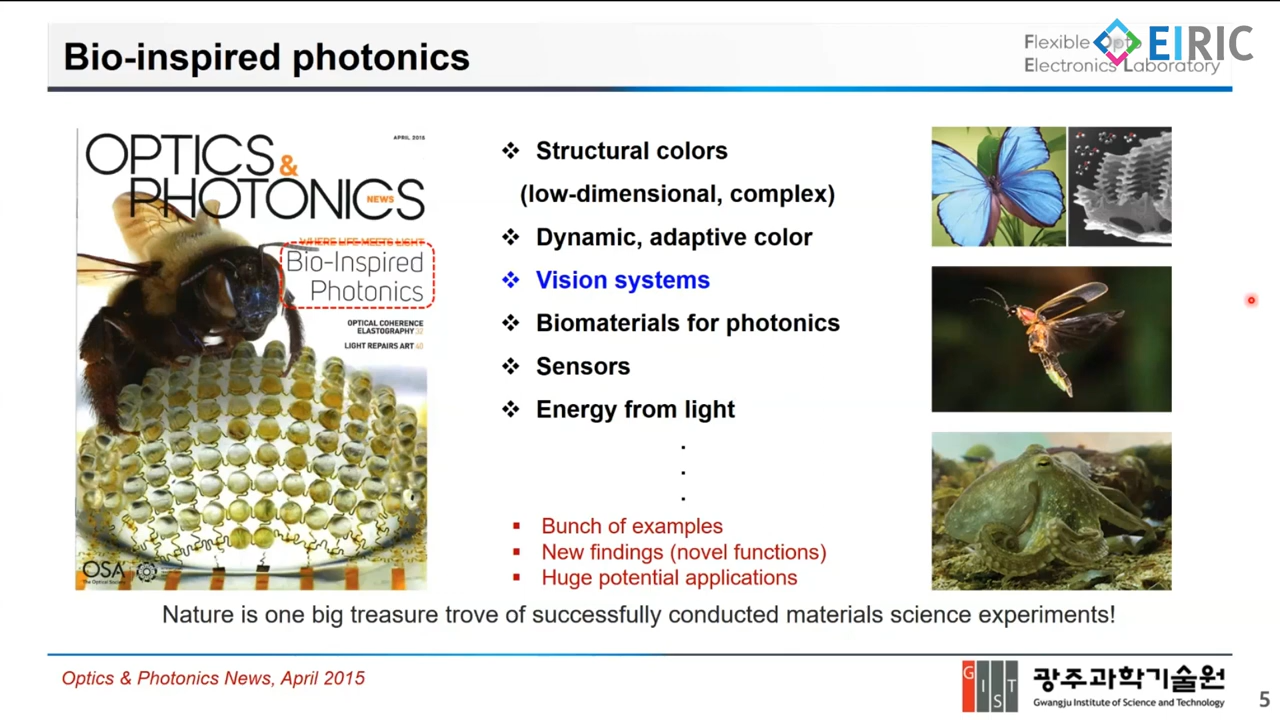 Bio-inspired photonics
Flexible Opto
Electronics Laboratory
EIRIC
OPTICS &
PHOTONICS
NEWS
APRIL 2015
WHERE LIFE MEETS LIGHT
Bio-Inspired
Photonics
OPTICAL COHERENCE
ELASTOGRAPHY 32
LIGHT REPAIRS ART 40
OSA
The Optical Society
❖ Structural colors
(low-dimensional, complex)
❖ Dynamic, adaptive color
❖ Vision systems
❖ Biomaterials for photonics
❖ Sensors
❖ Energy from light
.
.
.
▪ Bunch of examples
▪ New findings (novel functions)
▪ Huge potential applications
Nature is one big treasure trove of successfully conducted materials science experiments!
Optics & Photonics News, April 2015
GIST
광주과학기술원
Gwangju Institute of Science and Technology
5